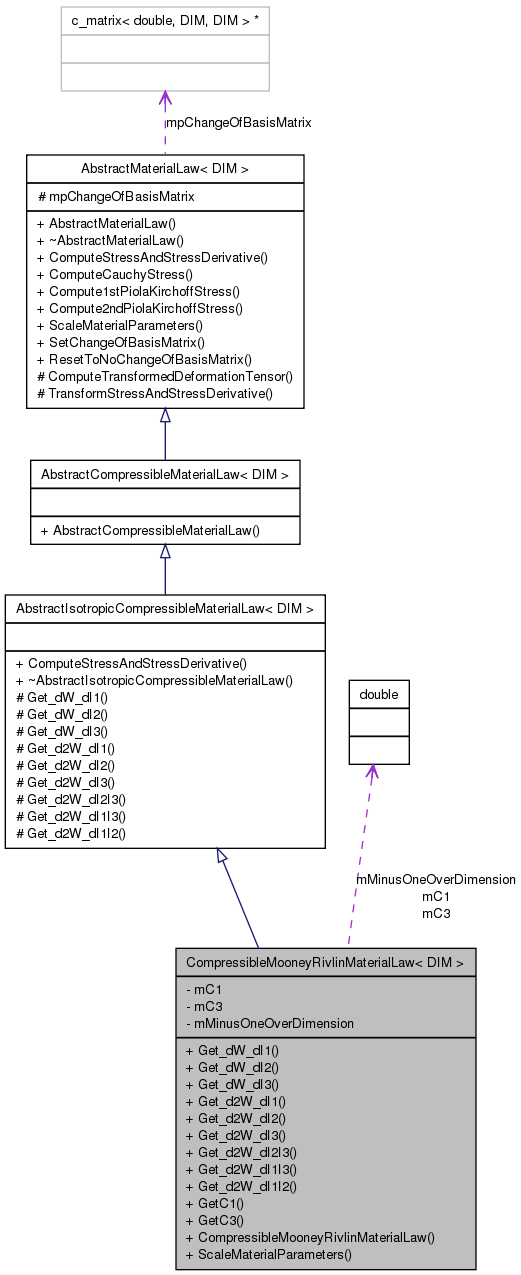 c_matrix< double, DIM, DIM > *
mpChangeOfBasisMatrix
AbstractMaterialLaw< DIM >
# mpChangeOfBasisMatrix
+ AbstractMaterialLaw()
+ ~AbstractMaterialLaw()
+ ComputeStressAndStressDerivative()
+ ComputeCauchyStress()
+ Compute1stPiolaKirchoffStress()
+ Compute2ndPiolaKirchoffStress()
+ ScaleMaterialParameters()
+ SetChangeOfBasisMatrix()
+ ResetToNoChangeOfBasisMatrix()
# ComputeTransformedDeformationTensor()
# TransformStressAndStressDerivative()
AbstractCompressibleMaterialLaw< DIM >
+ AbstractCompressibleMaterialLaw()
AbstractIsotropicCompressibleMaterialLaw< DIM >
+ ComputeStressAndStressDerivative()
+ ~AbstractIsotropicCompressibleMaterialLaw()
# Get_dW_dI1()
# Get_dW_dI2()
# Get_dW_dI3()
# Get_d2W_dI1()
# Get_d2W_dI2()
# Get_d2W_dI3()
# Get_d2W_dI2I3()
# Get_d2W_dI1I3()
# Get_d2W_dI1I2()
double
mMinusOneOverDimension
mC1
mC3
CompressibleMooneyRivlinMaterialLaw< DIM >
- mC1
- mC3
- mMinusOneOverDimension
+ Get_dW_dI1()
+ Get_dW_dI2()
+ Get_dW_dI3()
+ Get_d2W_dI1()
+ Get_d2W_dI2()
+ Get_d2W_dI3()
+ Get_d2W_dI2I3()
+ Get_d2W_dI1I3()
+ Get_d2W_dI1I2()
+ GetC1()
+ GetC3()
+ CompressibleMooneyRivlinMaterialLaw()
+ ScaleMaterialParameters()